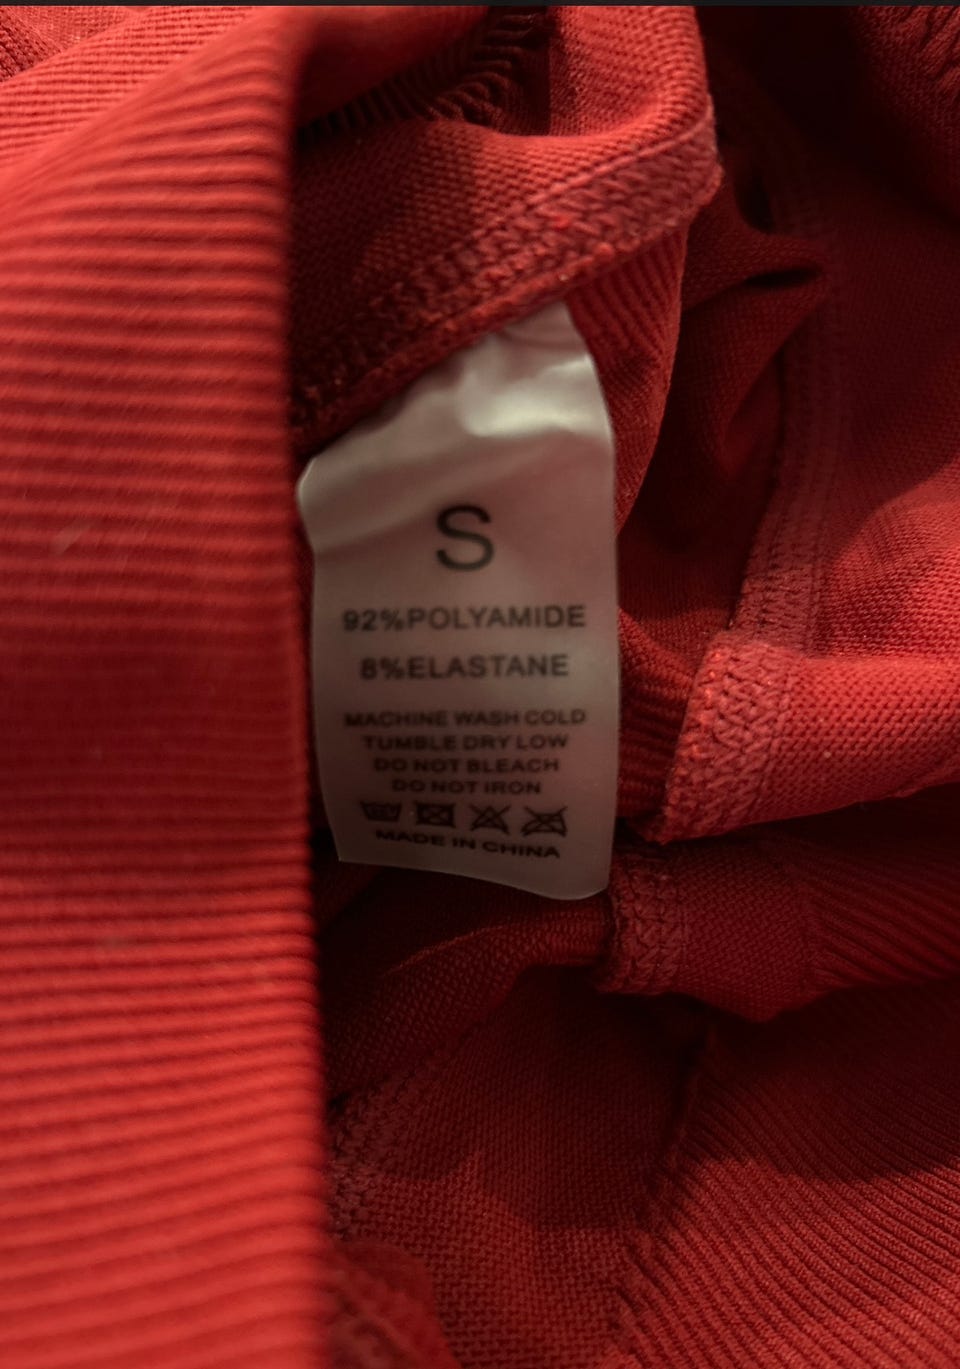 S
92%POLYAMIDE
8%ELASTANE
MACHINE WASH COLD
TUMBLE DRY LOW
DO NOT BLEACH
DO NOT IRON
MADE IN CHINA